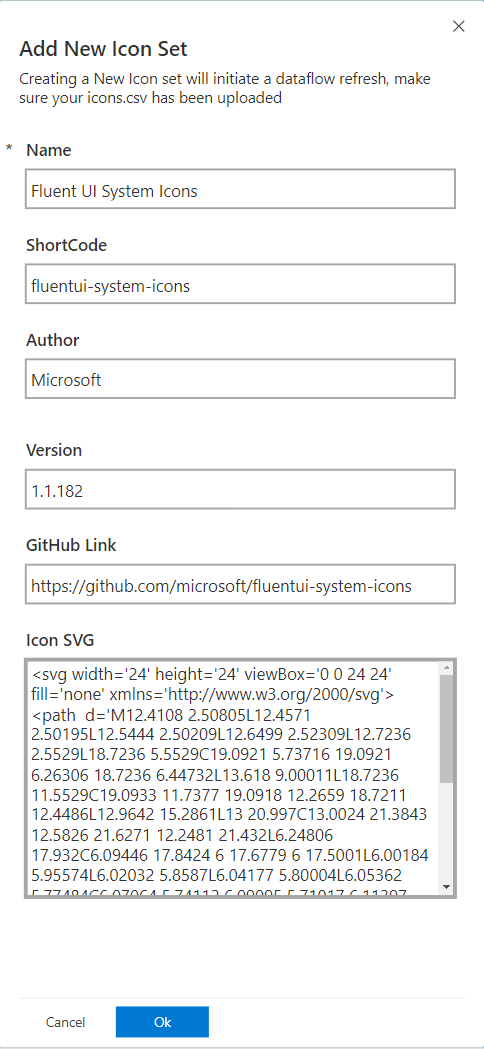 Add New Icon Set
Creating a New Icon set will initiate a dataflow refresh, make
sure your icons.csv has been uploaded
* Name
Fluent UI System Icons
ShortCode
fluentui-system-icons
Author
Microsoft
Version
1.1.182
GitHub Link
https://github.com/microsoft/fluentui-system-icons
Icon SVG
<svg width='24' height='24' viewBox='0 0 24 24'
fill='none' xmlns='http://www.w3.org/2000/svg'>
<path  d='M12.4108 2.50805L12.4571
2.50195L12.5444 2.50209L12.6499 2.52309L12.7236
2.5529L18.7236 5.5529C19.0921 5.73716 19.0921
6.26306 18.7236 6.44732L13.618 9.00011L18.7236
11.5529C19.0933 11.7377 19.0918 12.2659 18.7211
12.4486L12.9642 15.2861L13 20.997C13.0024 21.3843
12.5826 21.6271 12.2481 21.432L6.24806
17.932C6.09446 17.8424 6 17.6779 6 17.5001L6.00184
5.95574L6.02032 5.8587L6.04177 5.80004L6.05362
Cancel
Ok